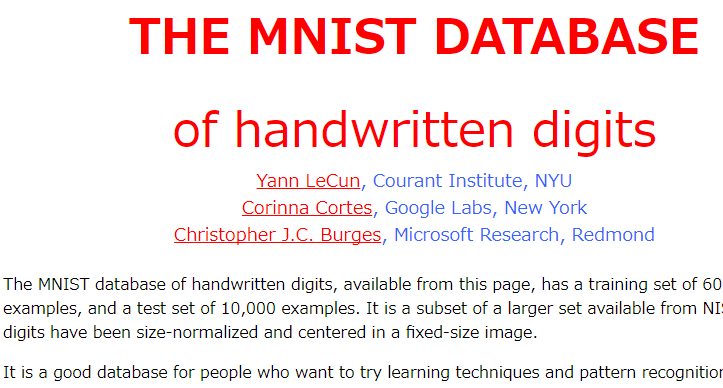 THE MNIST DATABASE
of handwritten digits
Yann LeCun, Courant Institute, NYU
Corinna Cortes, Google Labs, New York
Christopher J.C. Burges, Microsoft Research, Redmond
The MNIST database of handwritten digits, available from this page, has a training set of 60
examples, and a test set of 10,000 examples. It is a subset of a larger set available from
digits have been size-normalized and centered in a fixed-size image.
It is a good database for people who want to try learning techniques and pattern recognition